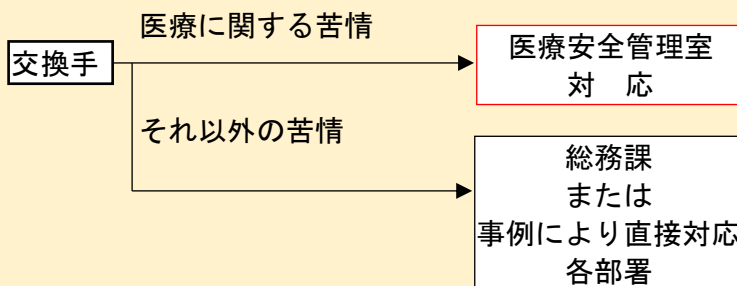 医療に関する苦情
交換手
医療安全管理室
対　応
それ以外の苦情
総務課
または
事例により直接対応
各部署